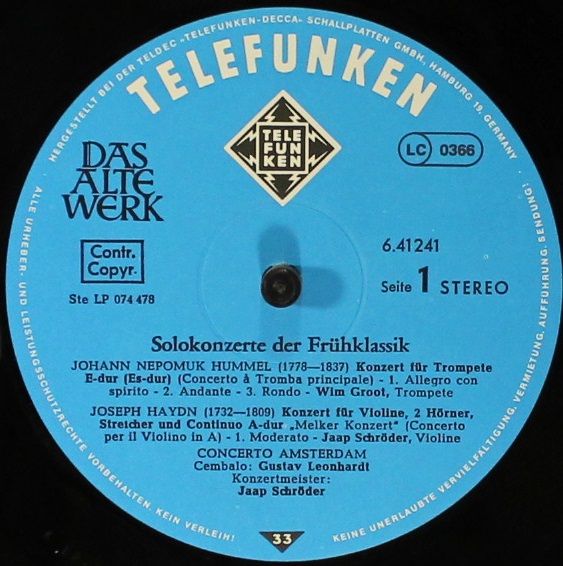 HERGESTELLT BEI DER TELDEC „TELEFUNKEN-DECCA" SCHALLPLATTEN GMBH, HAMBURG 19, GERMANY ·
TELEFUNKEN
TELE
FUN
KEN
DAS
ALTE
WERK
LC 0366
Contr.
Copyr.
6.41241
Ste LP 074 478
Seite 1 STEREO
Solokonzerte der Frühklassik
JOHANN NEPOMUK HUMMEL (1778—1837) Konzert für Trompete
E-dur (Es-dur) (Concerto à Tromba principale) - 1. Allegro con
spirito - 2. Andante - 3. Rondo - Wim Groot, Trompete
JOSEPH HAYDN (1732—1809) Konzert für Violine, 2 Hörner,
Streicher und Continuo A-dur „Melker Konzert" (Concerto
per il Violino in A) - 1. Moderato - Jaap Schröder, Violine
CONCERTO AMSTERDAM
Cembalo: Gustav Leonhardt
Konzertmeister:
Jaap Schröder
33
ALLE URHEBER- UND LEISTUNGSSCHUTZRECHTE VORBEHALTEN. KEIN VERLEIH!
KEINE UNERLAUBTE VERVIELFÄLTIGUNG, VERMIETUNG, AUFFÜHRUNG, SENDUNG!